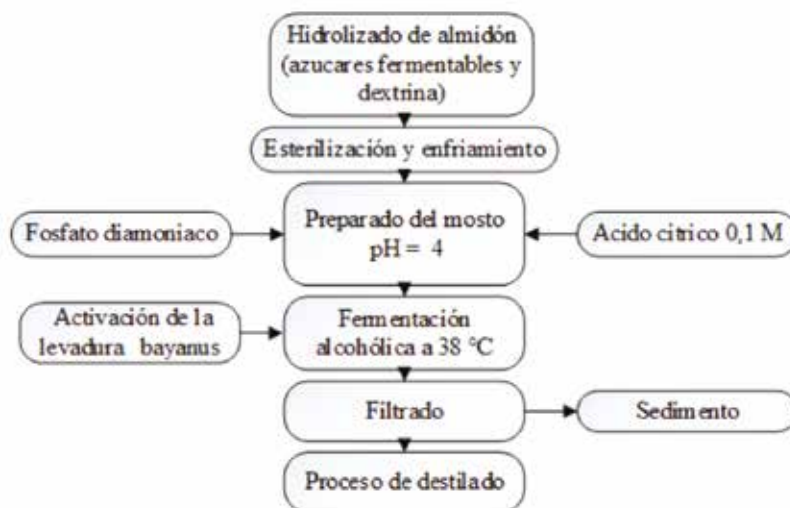 Hidrolizado de almidón
(azucares fermentables y
dextrina)
Esterilización y enfriamiento
Fosfato diamoniaco
Preparado del mosto
pH = 4
Acido citrico 0,1 M
Activación de la
levadura bayanus
Fermentación
alcohólica a 38 °C
Filtrado
Sedimento
Proceso de destilado